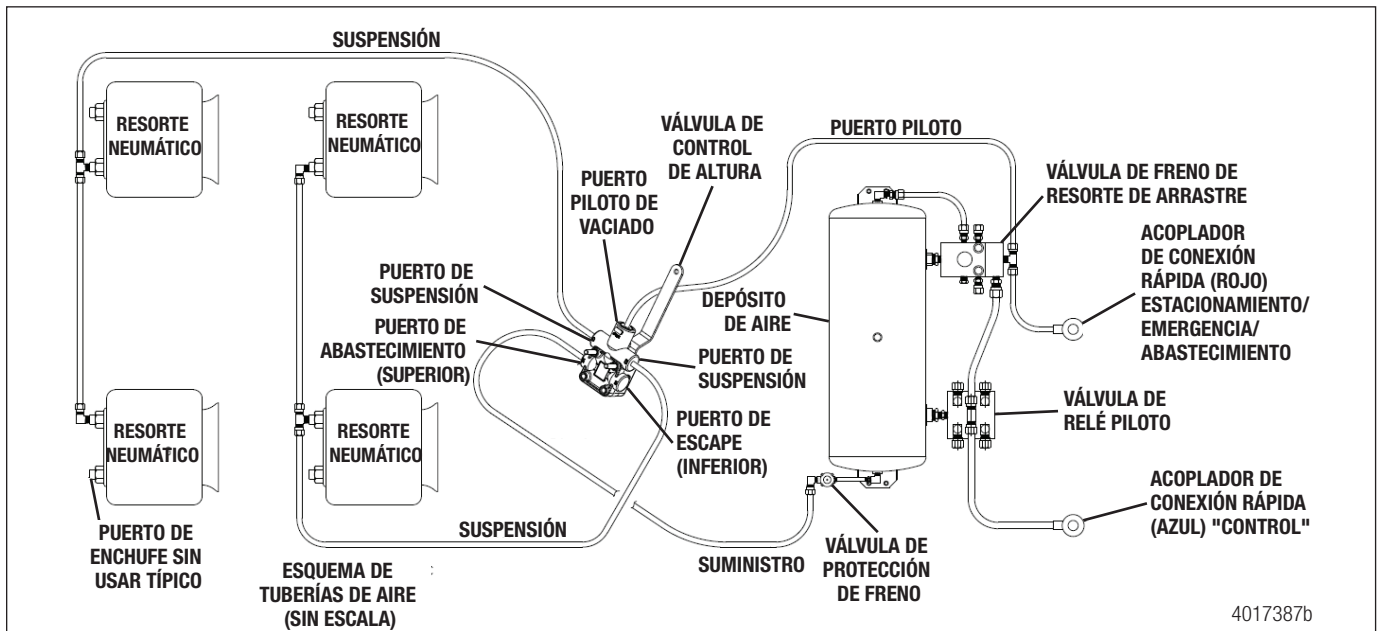 SUSPENSIÓN
RESORTE
NEUMÁTICO
RESORTE
NEUMÁTICO
PUERTO
PILOTO DE
VACIADO
VÁLVULA DE
CONTROL
DE ALTURA
PUERTO PILOTO
VÁLVULA DE FRENO DE
RESORTE DE ARRASTRE
ACOPLADOR
DE CONEXIÓN
RÁPIDA (ROJO)
ESTACIONAMIENTO/
EMERGENCIA/
ABASTECIMIENTO
PUERTO DE
SUSPENSIÓN
PUERTO DE
ABASTECIMIENTO
(SUPERIOR)
DEPÓSITO
DE AIRE
PUERTO DE
SUSPENSIÓN
PUERTO DE
ESCAPE
(INFERIOR)
VÁLVULA DE
RELÉ PILOTO
RESORTE
NEUMÁTICO
RESORTE
NEUMÁTICO
ACOPLADOR DE
CONEXIÓN RÁPIDA
(AZUL) "CONTROL"
PUERTO DE
ENCHUFE SIN
USAR TÍPICO
SUSPENSIÓN
SUMINISTRO
VÁLVULA DE
PROTECCIÓN
DE FRENO
ESQUEMA DE
TUBERÍAS DE AIRE
(SIN ESCALA)
4017387b